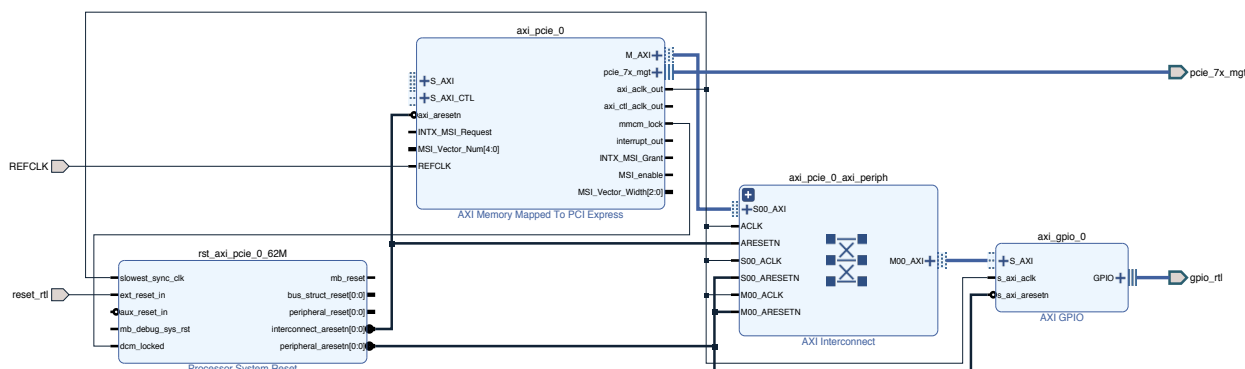 axi_pcie_0
M_AXI
pcie_7x_mgt
S_AXI
axi_aclk_out
S_AXI_CTL
axi_ctl_aclk_out
axi_aresetn
mmcm_lock
INTX_MSI_Request
interrupt_out
MSI_Vector_Num[4:0]
INTX_MSI_Grant
REFCLK
MSI_enable
MSI_Vector_Width[2:0]
AXI Memory Mapped To PCI Express
pcie_7x_mgt
REFCLK
axi_pcie_0_axi_periph
S00_AXI
ACLK
ARESETN
S00_ACLK
M00_AXI
S00_ARESETN
M00_ACLK
M00_ARESETN
AXI Interconnect
axi_gpio_0
S_AXI
s_axi_aclk
GPIO
s_axi_aresetn
AXI GPIO
gpio_rtl
rst_axi_pcie_0_62M
slowest_sync_clk
mb_reset
ext_reset_in
bus_struct_reset[0:0]
aux_reset_in
peripheral_reset[0:0]
mb_debug_sys_rst
interconnect_aresetn[0:0]
dcm_locked
peripheral_aresetn[0:0]
Processor System Reset
reset_rtl